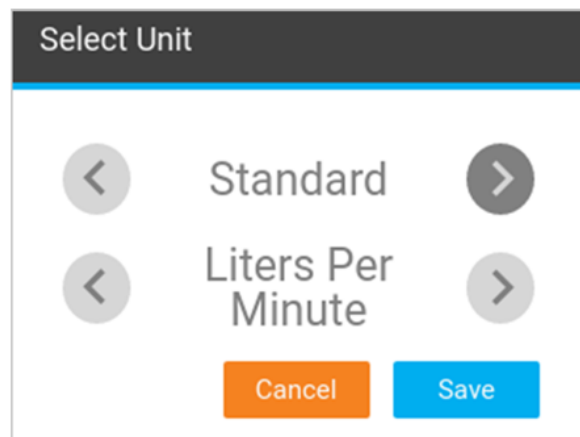 Select Unit
Standard
Liters Per
Minute
Cancel
Save